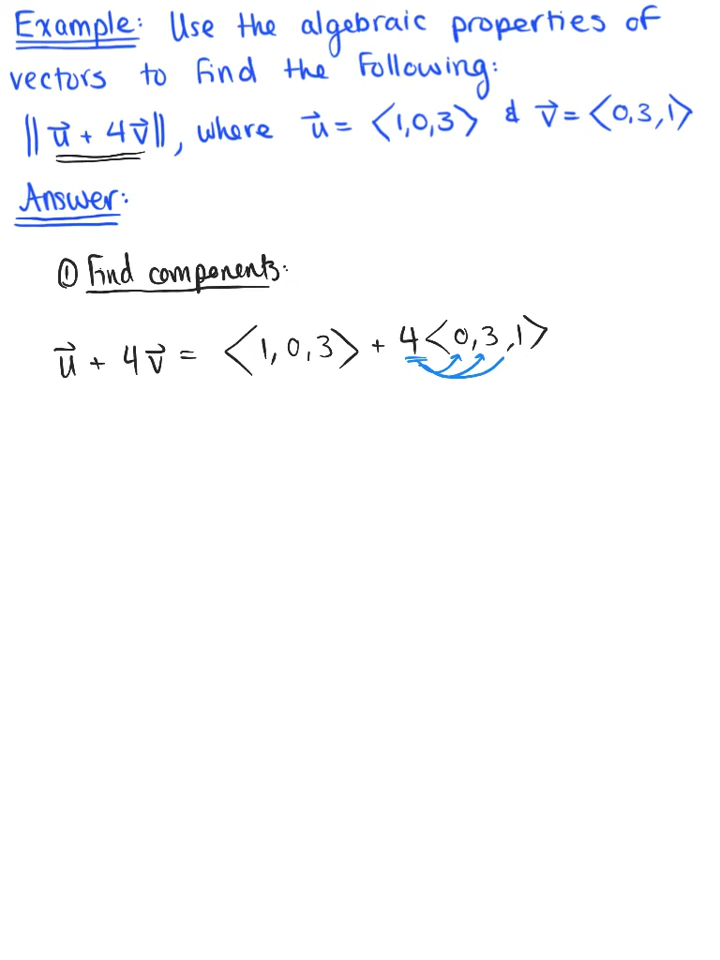 Example: Use the algebraic properties of
vectors to find the following:
||u⃗ + 4v⃗||, where u⃗ = <1,0,3> & v⃗ = <0,3,1>
Answer:
① Find components:
u⃗ + 4v⃗ = <1,0,3> + 4<0,3,1>